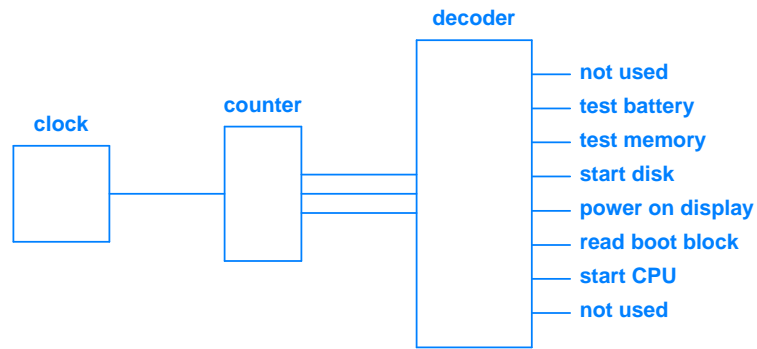 decoder
counter
clock
not used
test battery
test memory
start disk
power on display
read boot block
start CPU
not used